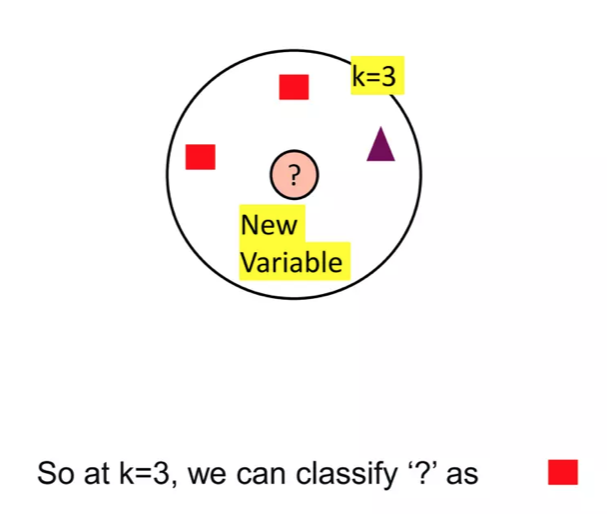 k=3
?
New
Variable
So at k=3, we can classify ‘?’ as